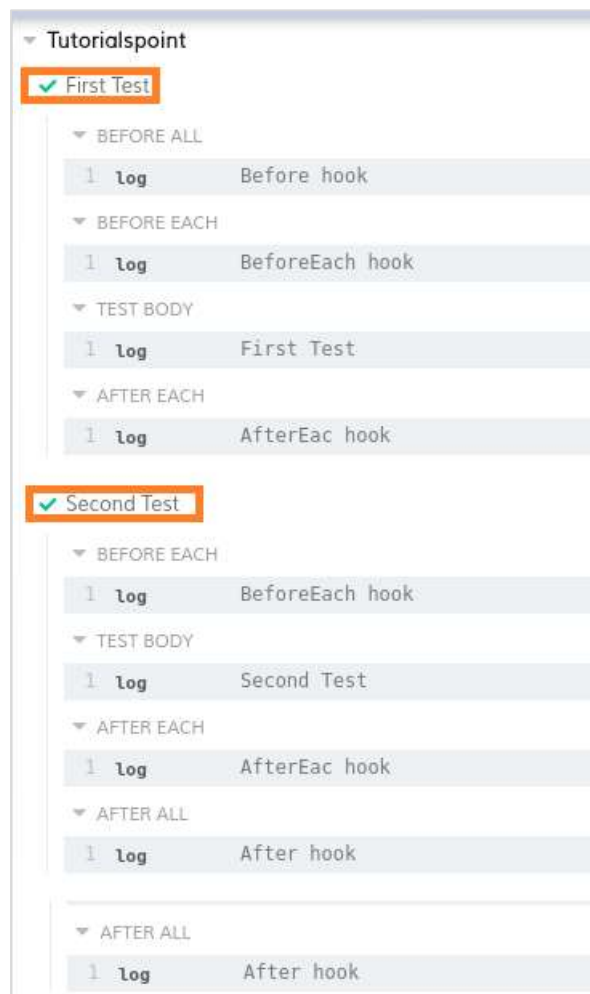 Tutorialspoint
First Test
BEFORE ALL
1 log Before hook
BEFORE EACH
1 log BeforeEach hook
TEST BODY
1 log First Test
AFTER EACH
1 log AfterEac hook
Second Test
BEFORE EACH
1 log BeforeEach hook
TEST BODY
1 log Second Test
AFTER EACH
1 log AfterEac hook
AFTER ALL
1 log After hook
AFTER ALL
1 log After hook